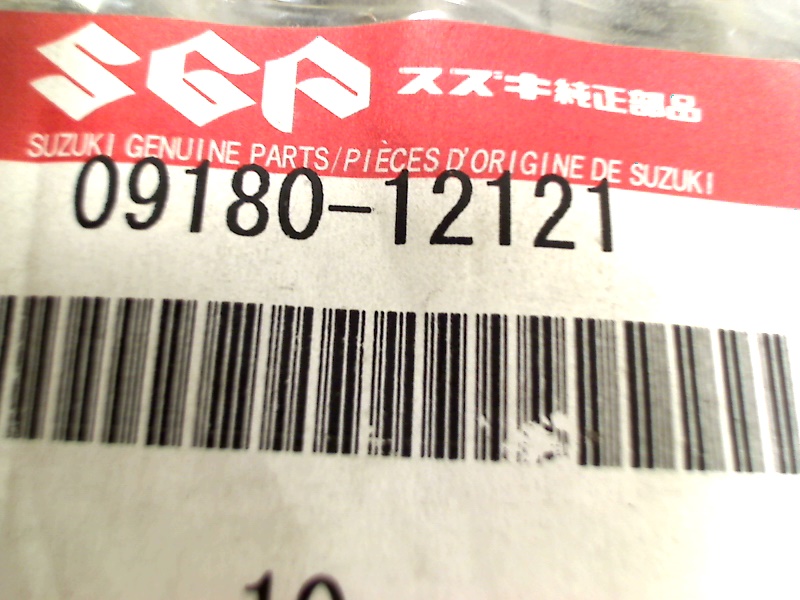 SGP スズキ純正部品
SUZUKI GENUINE PARTS/PIÈCES D'ORIGINE DE SUZUKI
09180-12121